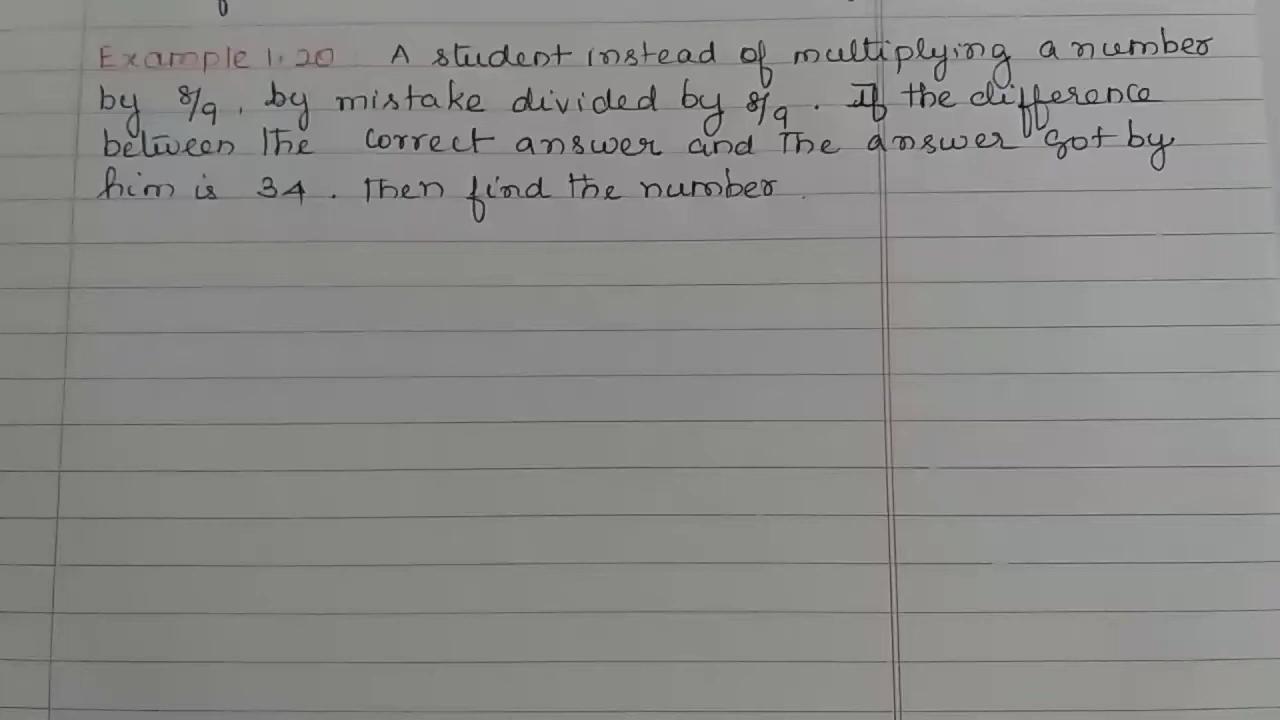 Example 1.20 A student instead of multiplying a number
by 8/9, by mistake divided by 8/9. If the difference
between the correct answer and the answer got by
him is 34. Then find the number.